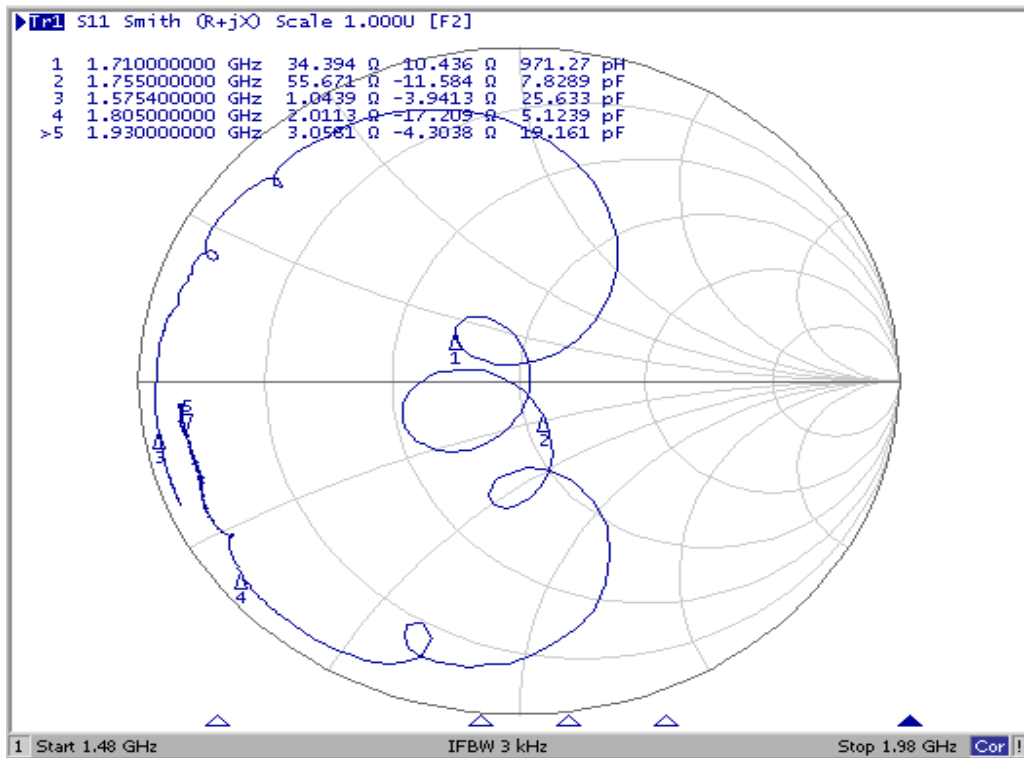 Tr1 S11 Smith (R+jX) Scale 1.000U [F2]
1 1.710000000 GHz 34.394 Ω 10.436 Ω 971.27 pH
2 1.755000000 GHz 55.671 Ω -11.584 Ω 7.8289 pF
3 1.575400000 GHz 1.0439 Ω -3.9413 Ω 25.633 pF
4 1.805000000 GHz 2.0113 Ω -17.209 Ω 5.1239 pF
>5 1.930000000 GHz 3.0581 Ω -4.3038 Ω 19.161 pF
1
5
2
3
4
1 Start 1.48 GHz IFBW 3 kHz Stop 1.98 GHz Cor !